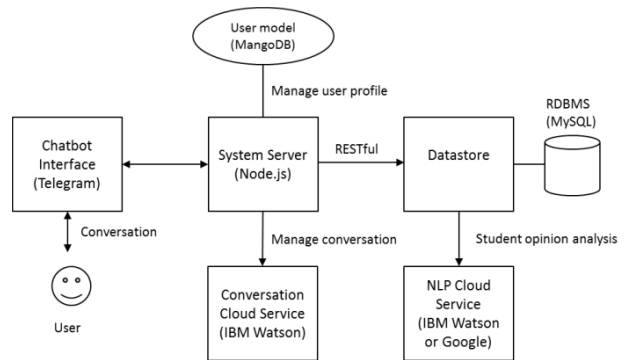 User model
(MangoDB)
Manage user profile
RDBMS
(MySQL)
Chatbot
Interface
(Telegram)
System Server
(Node.js)
RESTful
Datastore
Conversation
Manage conversation
Student opinion analysis
User
Conversation
Cloud Service
(IBM Watson)
NLP Cloud
Service
(IBM Watson
or Google)